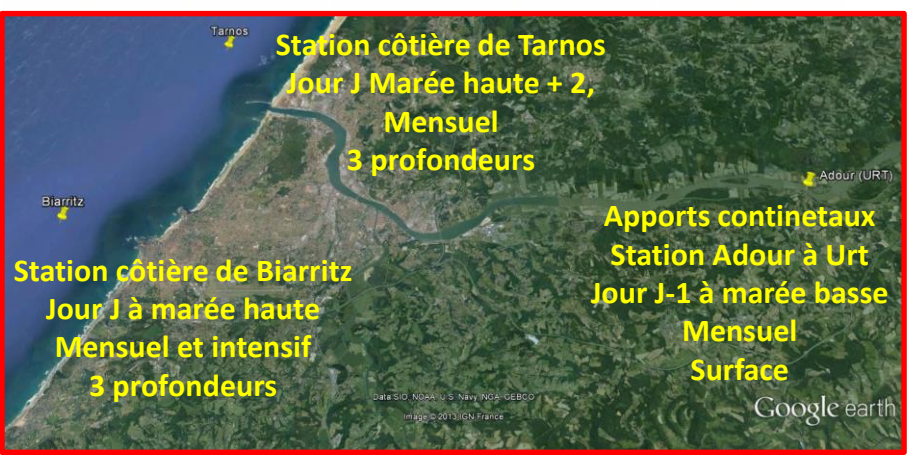 Tarnos
Station côtière de Tarnos
Jour J Marée haute + 2,
Mensuel
3 profondeurs
Adour (URT)
Biarritz
Apports continetaux
Station Adour à Urt
Jour J-1 à marée basse
Mensuel
Surface
Station côtière de Biarritz
Jour J à marée haute
Mensuel et intensif
3 profondeurs
Data SIO, NOAA, U.S. Navy, NGA, GEBCO
Image © 2013 IGN France
Google earth